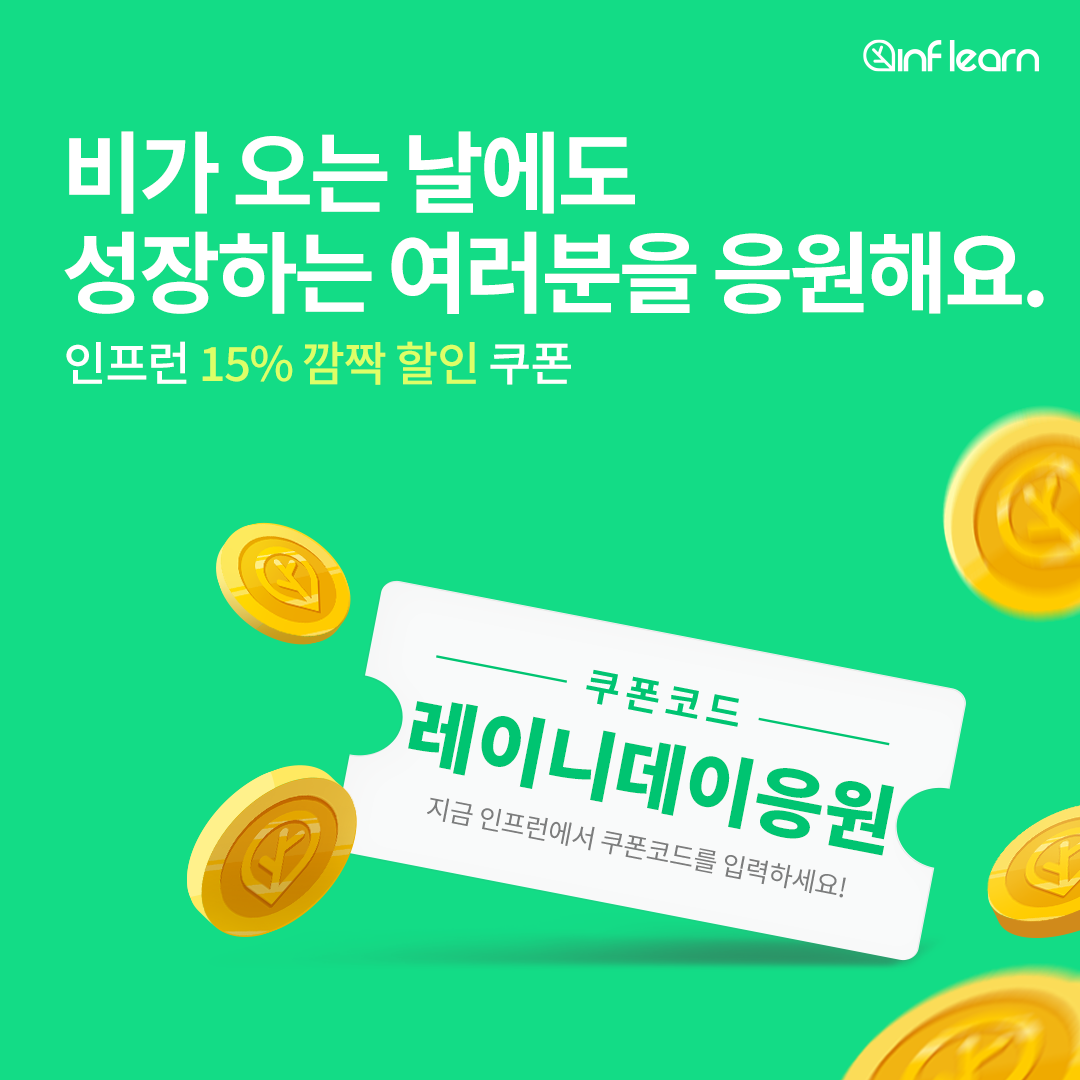 inflearn
비가 오는 날에도
성장하는 여러분을 응원해요.
인프런 15% 깜짝 할인 쿠폰
쿠폰코드
레이니데이응원
지금 인프런에서 쿠폰코드를 입력하세요!